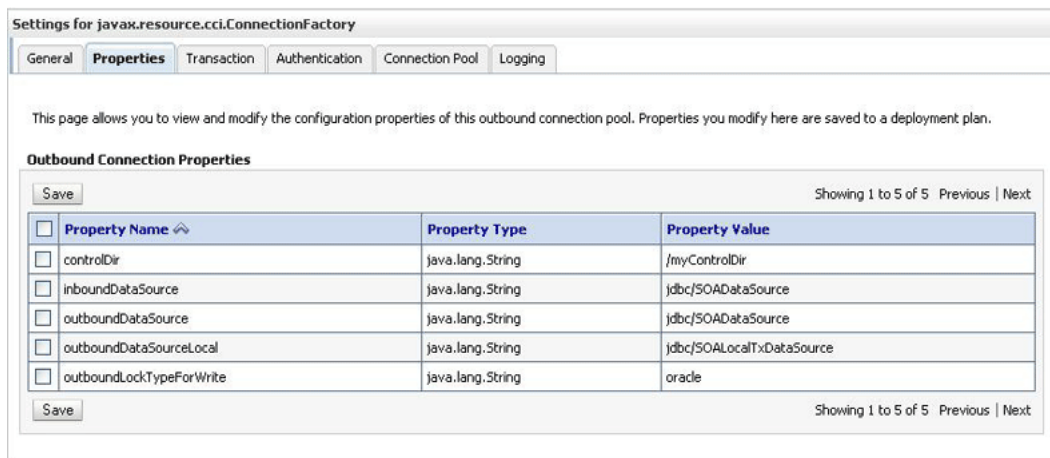 Settings for javax.resource.cci.ConnectionFactory
General Properties Transaction Authentication Connection Pool Logging
This page allows you to view and modify the configuration properties of this outbound connection pool. Properties you modify here are saved to a deployment plan.
Outbound Connection Properties
Save Showing 1 to 5 of 5 Previous | Next
Property Name Property Type Property Value
controlDir java.lang.String /myControlDir
inboundDataSource java.lang.String jdbc/SOADataSource
outboundDataSource java.lang.String jdbc/SOADataSource
outboundDataSourceLocal java.lang.String jdbc/SOALocalTxDataSource
outboundLockTypeForWrite java.lang.String oracle
Save Showing 1 to 5 of 5 Previous | Next